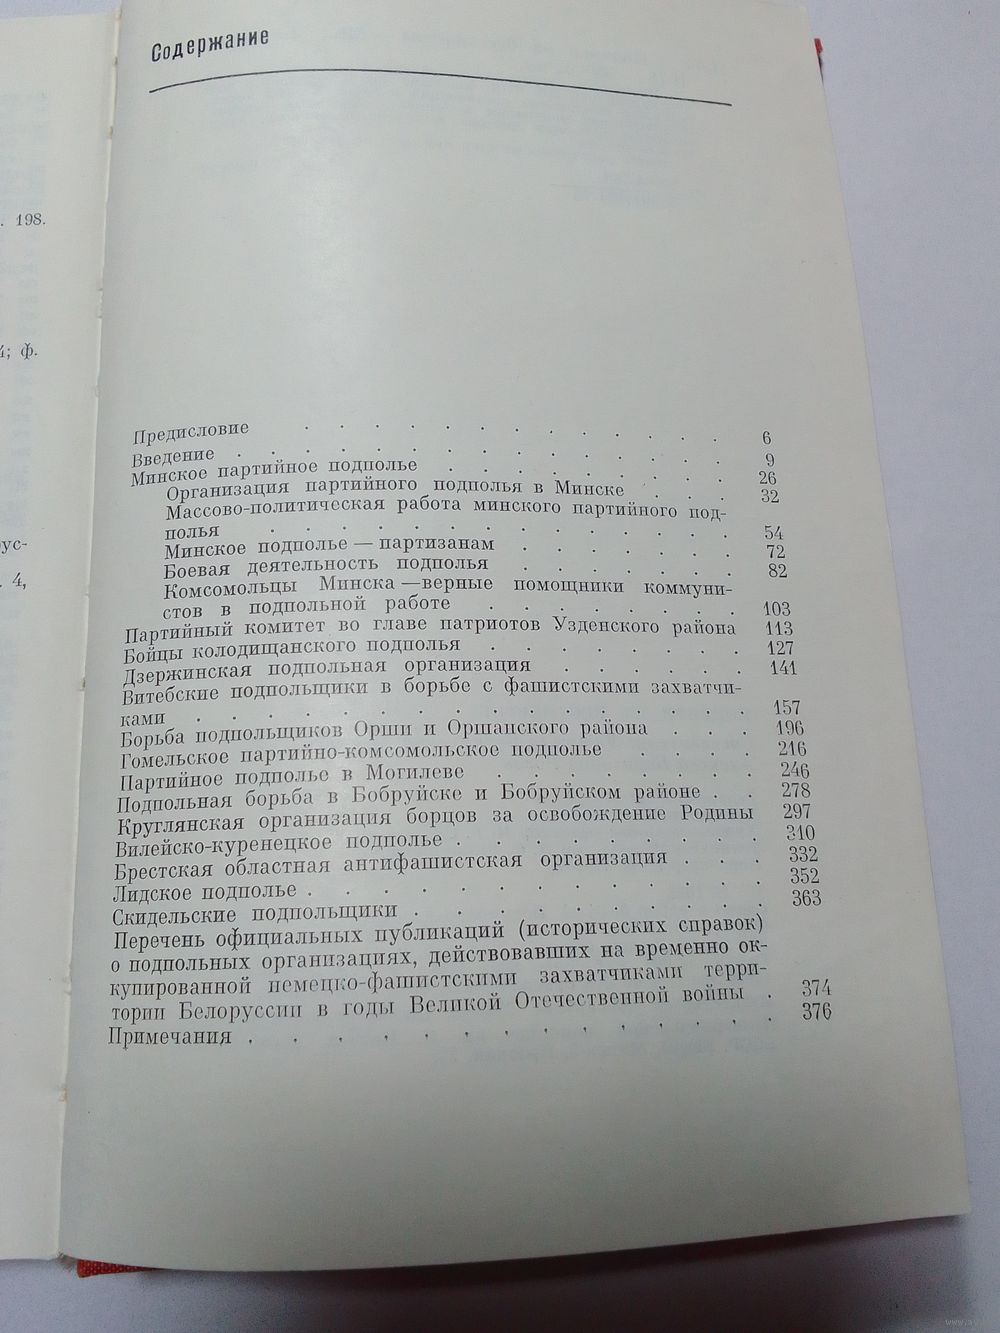 Содержание
. 198.
4; ф.
ус-
. 4,
Предисловие . . . . . . . . . . . . 6
Введение . . . . . . . . . . . . . 9
Минское партийное подполье . . . . . . . . 26
Организация партийного подполья в Минске . . . 32
Массово-политическая работа минского партийного под-
полья . . . . . . . . . . . . 54
Минское подполье — партизанам . . . . . . 72
Боевая деятельность подполья . . . . . . 82
Комсомольцы Минска — верные помощники коммуни-
стов в подпольной работе . . . . . . . 103
Партийный комитет во главе патриотов Узденского района 113
Бойцы колодищанского подполья . . . . . . . 127
Дзержинская подпольная организация . . . . . 141
Витебские подпольщики в борьбе с фашистскими захватчи-
ками . . . . . . . . . . . . . . 157
Борьба подпольщиков Орши и Оршанского района . . . 196
Гомельское партийно-комсомольское подполье . . . . 216
Партийное подполье в Могилеве . . . . . . . 246
Подпольная борьба в Бобруйске и Бобруйском районе . . 278
Круглянская организация борцов за освобождение Родины 297
Вилейско-куренецкое подполье . . . . . . . . 310
Брестская областная антифашистская организация . . . 332
Лидское подполье . . . . . . . . . . . 352
Скидельские подпольщики . . . . . . . . . 363
Перечень официальных публикаций (исторических справок)
о подпольных организациях, действовавших на временно ок-
купированной немецко-фашистскими захватчиками терри-
тории Белоруссии в годы Великой Отечественной войны . 374
Примечания . . . . . . . . . . . . . 376